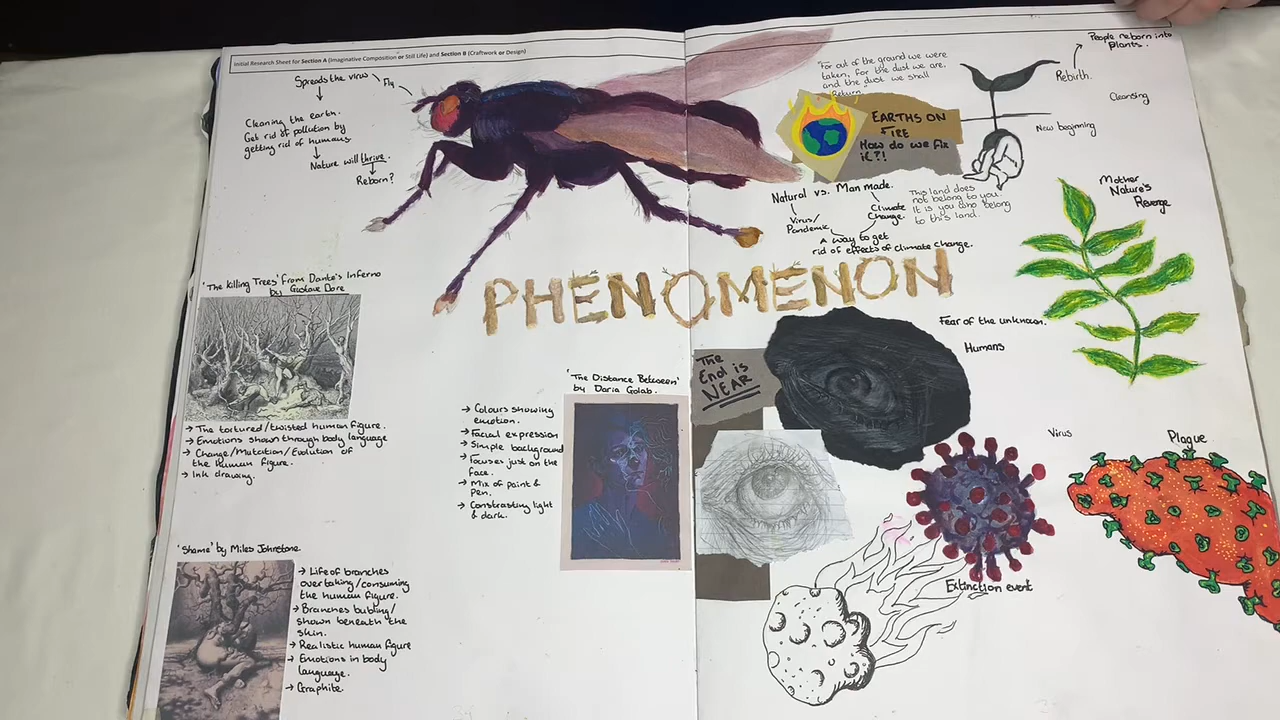 Initial Research Sheet for Section A (Imaginative Composition or Still Life) and Section B (Craftwork or Design)
Spreads the virus
Fly
Cleaning the earth.
Get rid of pollution by
getting rid of humans
Nature will thrive.
Reborn?
"For out of the ground we were
taken, for the dust we are,
and the dust we shall
Return.
EARTHS ON
FIRE
How do we fix
it?!
People reborn into
Plants.
Rebirth.
Cleansing
New beginning
Natural vs. Man made.
Virus/
Pandemic
Climate
Change.
A way to get
rid of effects of climate change.
This land does
not belong to you.
It is you who belong
to this land.
Mother
Nature's
Revenge
PHENOMENON
'The Killing Trees' From Dante's Inferno
by Gustave Dore
→ The tortured/twisted human figure.
→ Emotions shown through body language
→ Change/Mutation/Evolution of
the human figure.
→ Ink drawing.
'The Distance Between'
by Daria Golab.
→ Colours showing
emotion.
→ Facial expression
→ Simple background
→ Focuses just on the
face.
→ Mix of paint &
Pen.
→ Constrasting light
& dark.
The
End is
NEAR
Fear of the unknown.
Humans
Virus
Plague
Extinction event
'Shame' by Miles Johnstone
→ Life of branches
overtaking/consuming
the human figure.
→ Branches bubling/
shown beneath the
skin.
→ Realistic human figure
→ Emotions in body
language.
→ Graphite.